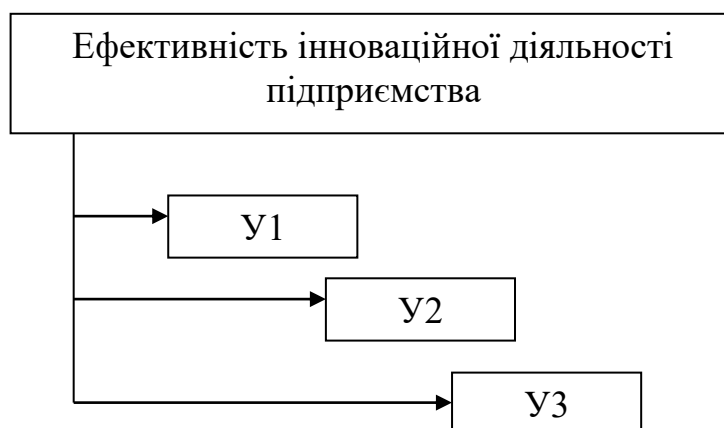 Ефективність інноваційної діяльності
підприємства
У1
У2
У3